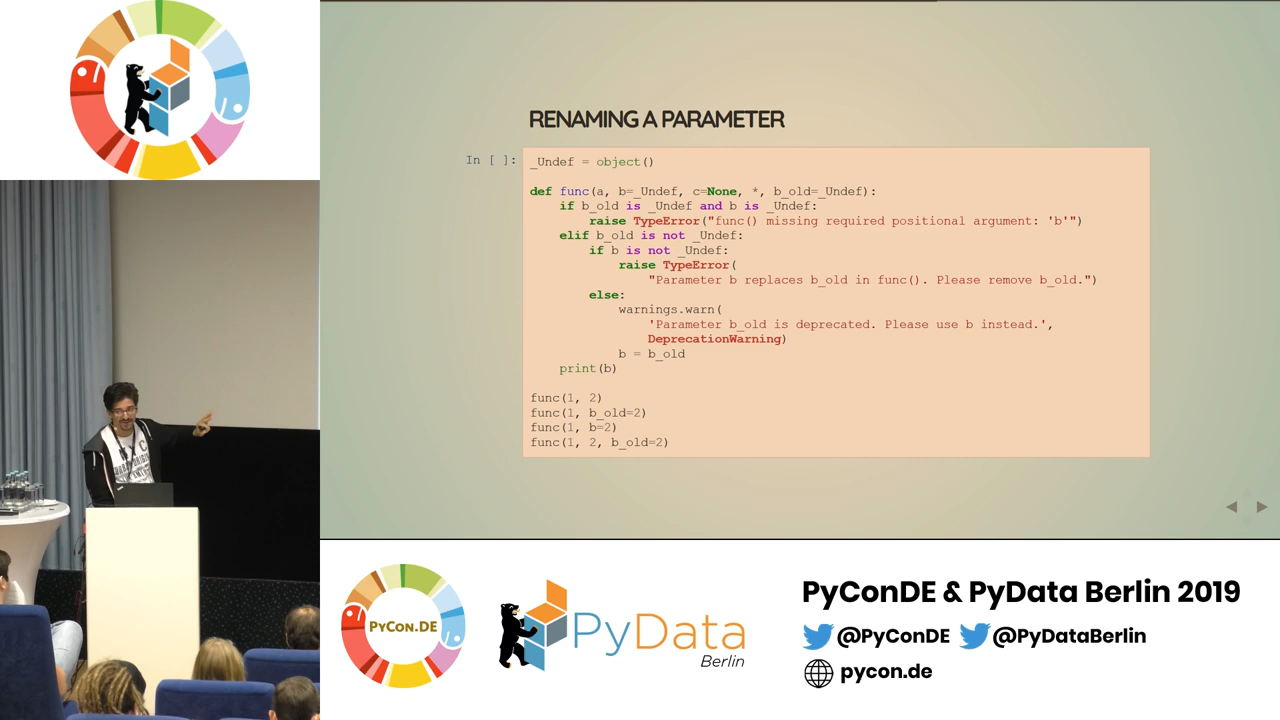 RENAMING A PARAMETER
In [ ]:
_Undef = object()
def func(a, b=_Undef, c=None, *, b_old=_Undef):
    if b_old is _Undef and b is _Undef:
        raise TypeError("func() missing required positional argument: 'b'")
    elif b_old is not _Undef:
        if b is not _Undef:
            raise TypeError(
                "Parameter b replaces b_old in func(). Please remove b_old.")
        else:
            warnings.warn(
                'Parameter b_old is deprecated. Please use b instead.',
                DeprecationWarning)
            b = b_old
    print(b)
func(1, 2)
func(1, b_old=2)
func(1, b=2)
func(1, 2, b_old=2)
PYCON.DE
PyData
Berlin
PyConDE & PyData Berlin 2019
@PyConDE @PyDataBerlin
pycon.de